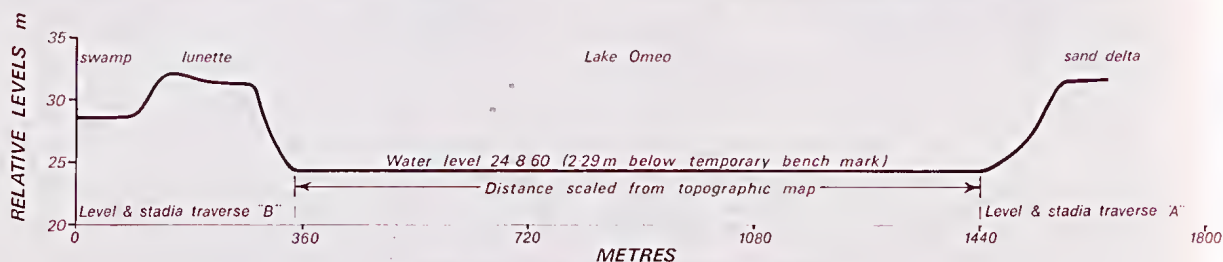 RELATIVE LEVELS m
35
30
25
20
swamp
lunette
Lake Omeo
sand delta
Water level 24·8·60 (2·29m below temporary bench mark)
Distance scaled from topographic map
Level & stadia traverse "B"
Level & stadia traverse "A"
0
360
720
1080
1440
1800
METRES